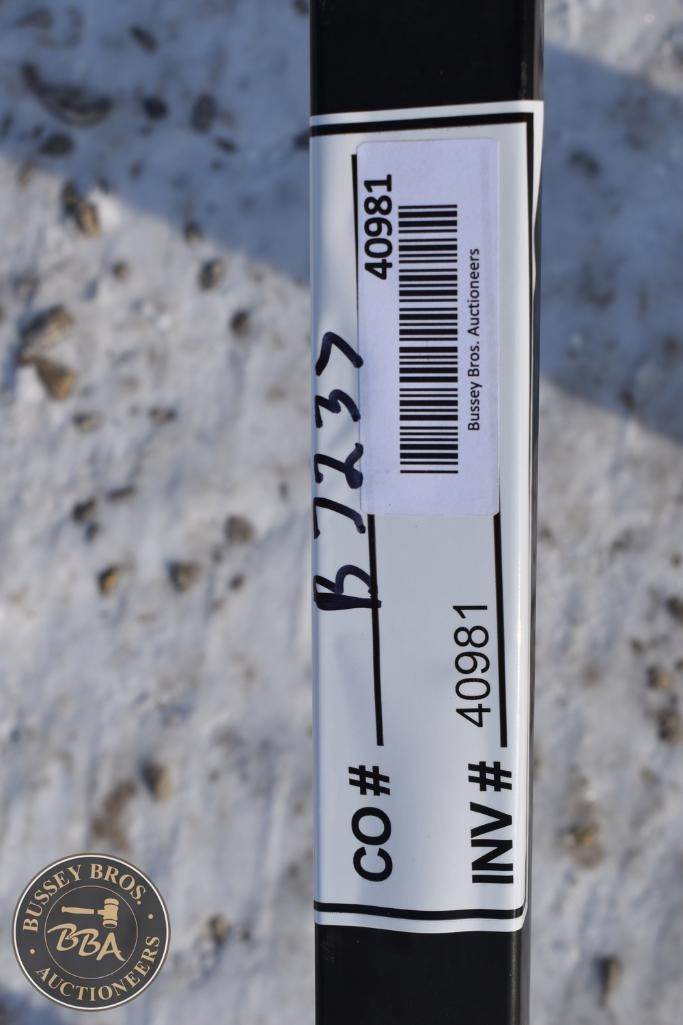 40981
Bussey Bros. Auctioneers
B7237
CO #
INV # 40981
BUSSEY BROS.
BBA
AUCTIONEERS